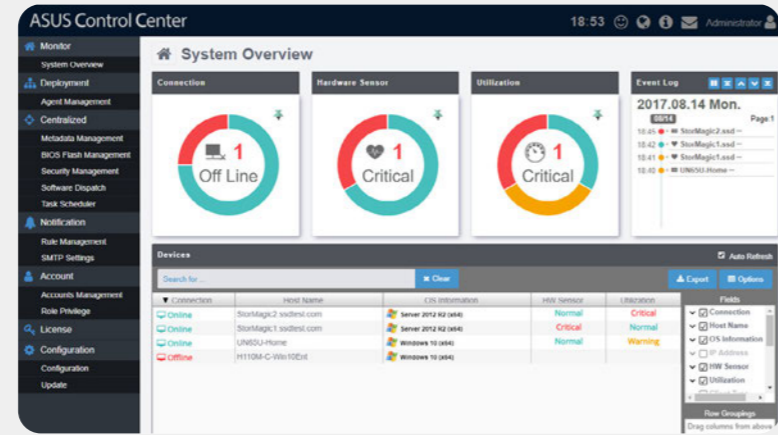 ASUS Control Center
18:53
Administrator
Monitor
System Overview
Deployment
Agent Management
Centralized
Metadata Management
BIOS Flash Management
Security Management
Software Dispatch
Task Scheduler
Notification
Rule Management
SMTP Settings
Account
Accounts Management
Role Privilege
License
Configuration
Configuration
Update
System Overview
Connection
1
Off Line
Hardware Sensor
1
Critical
Utilization
1
Critical
Event Log
2017.08.14 Mon.
08/14 Page:1
18:45 StorMagic2.ssd --
18:42 StorMagic1.ssd --
18:41 StorMagic1.ssd --
18:40 UN65U-Home --
Devices
Auto Refresh
Search for ...
Clear
Export
Options
Connection Host Name OS Information HW Sensor Utilization
Online StorMagic2.ssdtest.com Server 2012 R2 (x64) Normal Critical
Online StorMagic1.ssdtest.com Server 2012 R2 (x64) Critical Normal
Online UN65U-Home Windows 10 (x64) Normal Warning
Offline H110M-C-Win10Ent Windows 10 (x64)
Fields
Connection
Host Name
OS Information
IP Address
HW Sensor
Utilization
Row Groupings
Drag columns from above